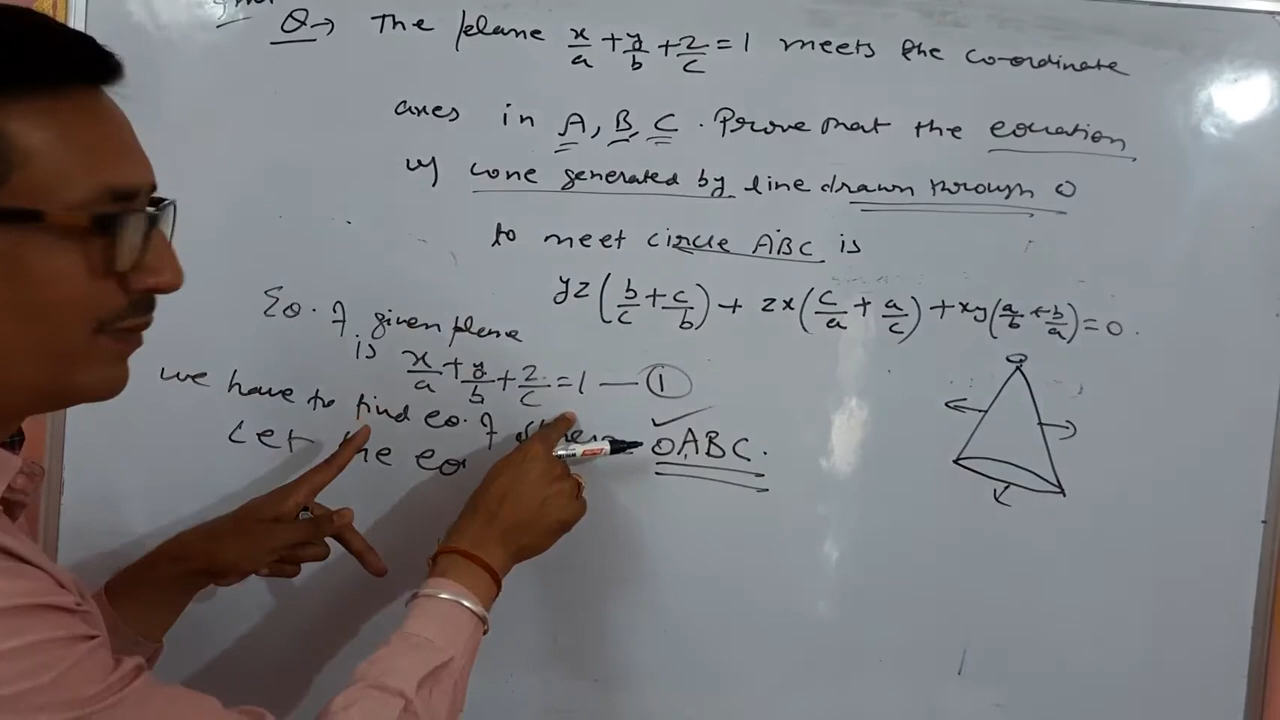 Q→ The plane x/a + y/b + z/c = 1 meets the co-ordinate
axes in A, B, C. Prove that the equation
of cone generated by line drawn through O
to meet circle ABC is
yz(b/c + c/b) + zx(c/a + a/c) + xy(a/b + b/a) = 0.
Eq. of given plane
is x/a + y/b + z/c = 1 — ①
we have to find eq. of OABC.
Let the eq